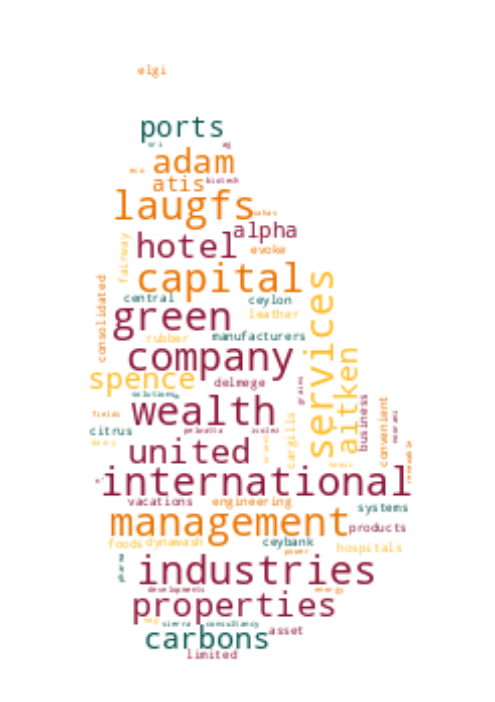 elgi
ports
adam
atis
biotech
laugfs
alpha
hotel
evoke
fairway
capital
central
ceylon
services
consolidated
green
leather
rubber
manufacturers
company
aitken
spence
delmege
grains
solutions
wealth
business
convenient
fields
citrus
pelwatte
cargills
united
dairy
renewable
international
vacations
engineering
systems
management
products
foods
dynawash
ceybank
hospitals
power
industries
developments
energy
properties
sierra
consultancy
carbons
asset
limited